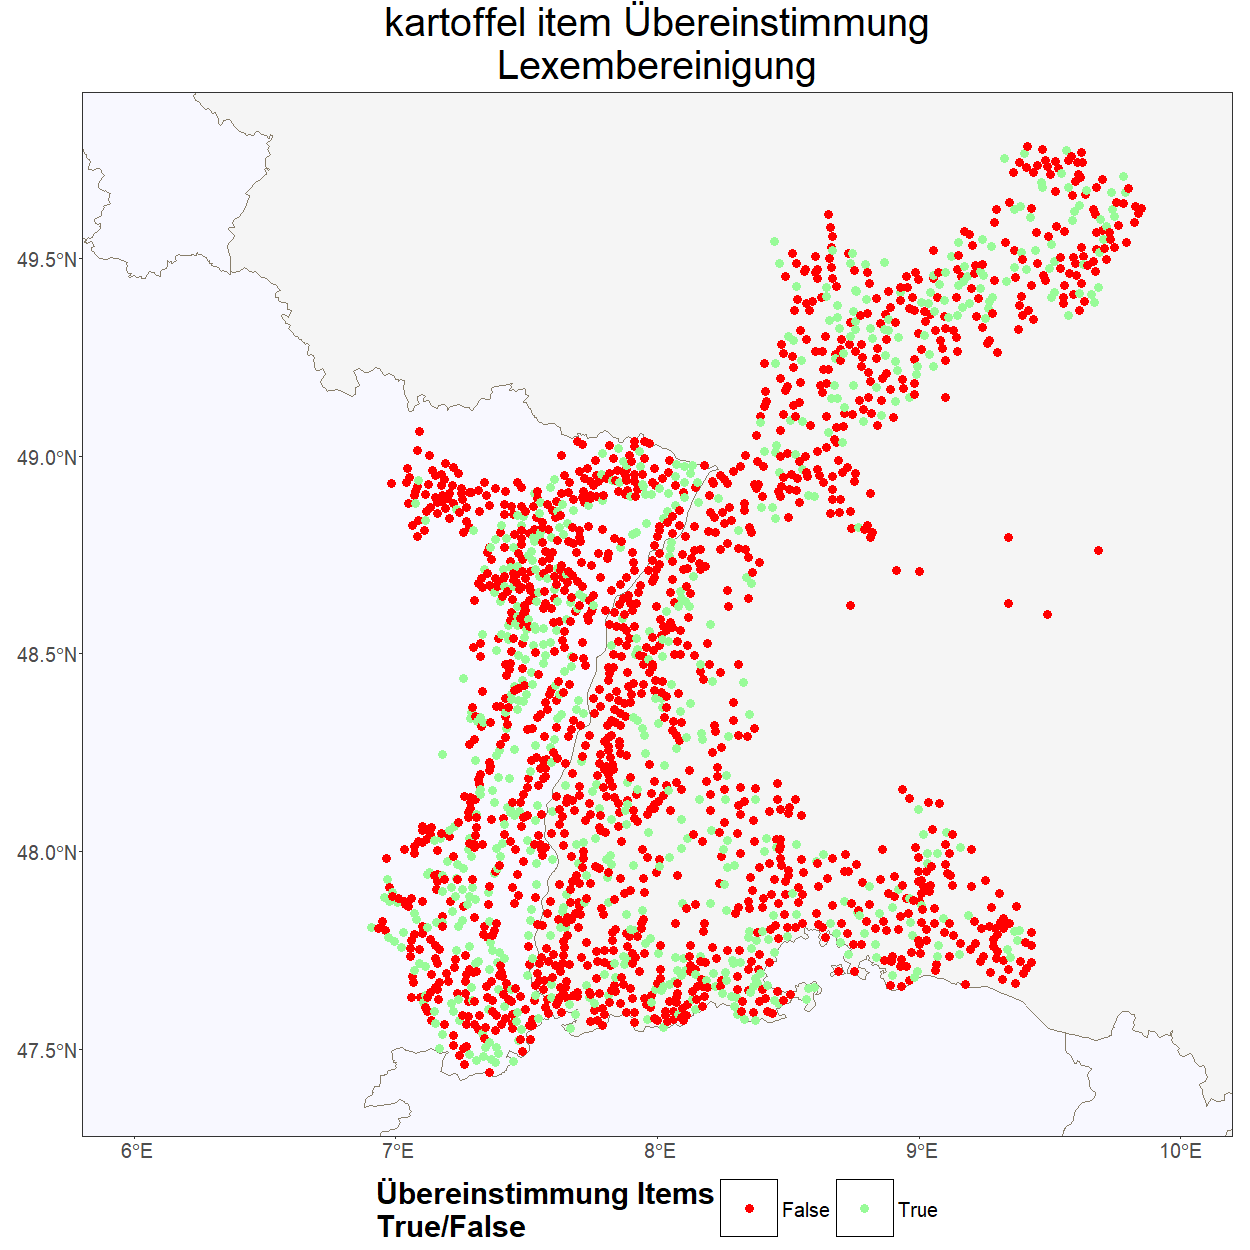 kartoffel item Übereinstimmung
Lexembereinigung
49.5°N
49.0°N
48.5°N
48.0°N
47.5°N
6°E 7°E 8°E 9°E 10°E
Übereinstimmung Items
True/False
False True